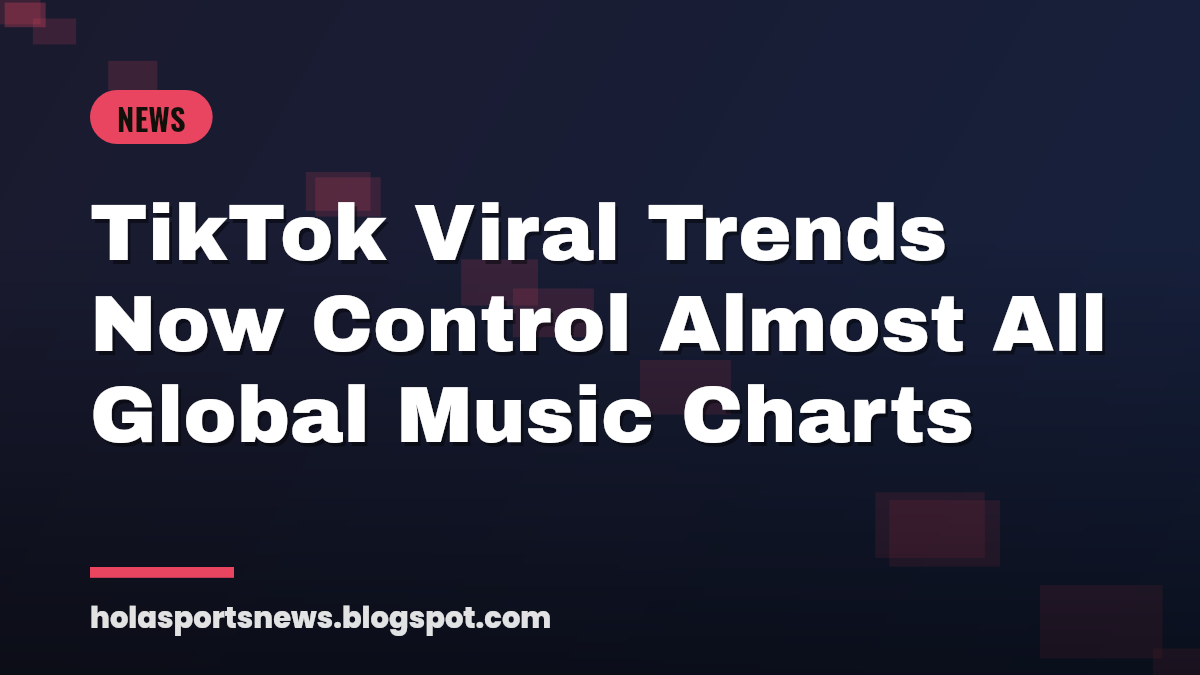 NEWS
TikTok Viral Trends
Now Control Almost All
Global Music Charts
holasportsnews.blogspot.com